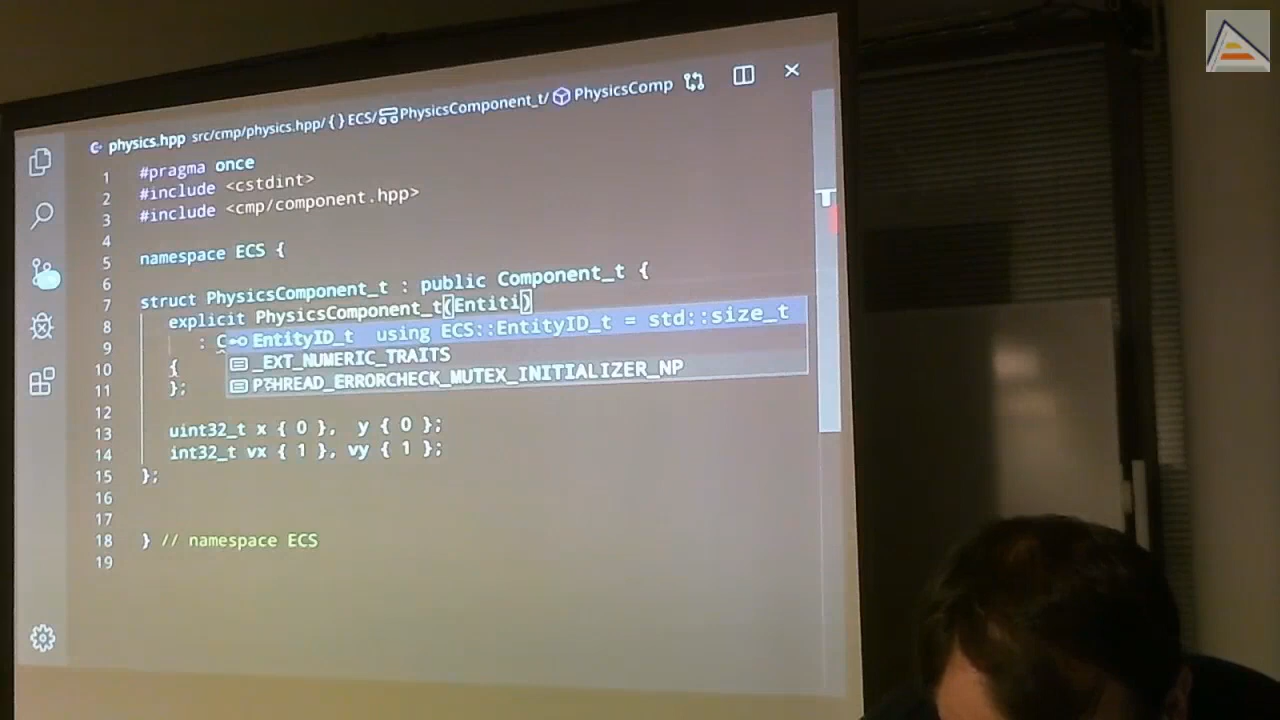 physics.hpp src/cmp/physics.hpp/ { } ECS/ PhysicsComponent_t/ PhysicsComp
1 #pragma once
2 #include <cstdint>
3 #include <cmp/component.hpp>
4
5 namespace ECS {
6
7 struct PhysicsComponent_t : public Component_t {
8 explicit PhysicsComponent_t(Entiti)
9 : C
EntityID_t using ECS::EntityID_t = std::size_t
10 {
_EXT_NUMERIC_TRAITS
11 };
PTHREAD_ERRORCHECK_MUTEX_INITIALIZER_NP
12
13 uint32_t x { 0 }, y { 0 };
14 int32_t vx { 1 }, vy { 1 };
15 };
16
17
18 } // namespace ECS
19